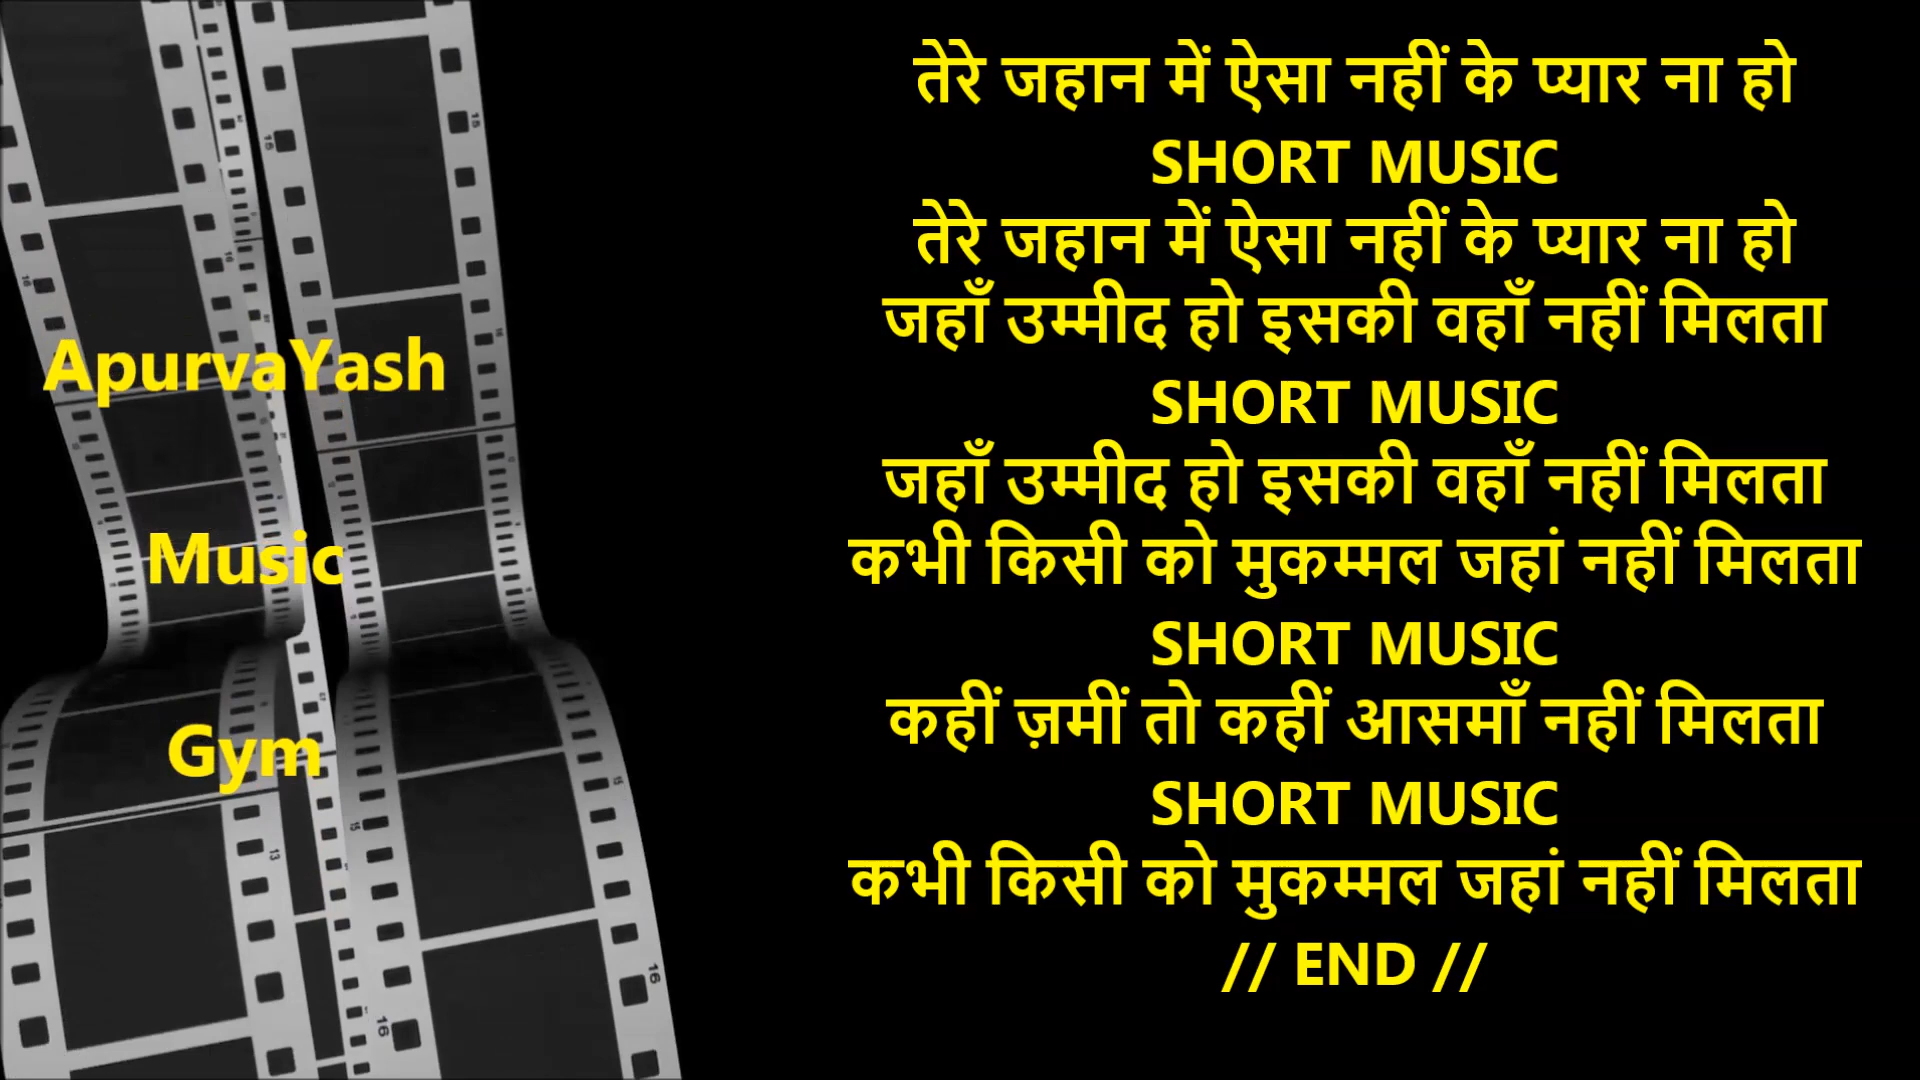 ApurvaYash
Music
Gym
तेरे जहान में ऐसा नहीं के प्यार ना हो
SHORT MUSIC
तेरे जहान में ऐसा नहीं के प्यार ना हो
जहाँ उम्मीद हो इसकी वहाँ नहीं मिलता
SHORT MUSIC
जहाँ उम्मीद हो इसकी वहाँ नहीं मिलता
कभी किसी को मुकम्मल जहां नहीं मिलता
SHORT MUSIC
कहीं ज़मीं तो कहीं आसमाँ नहीं मिलता
SHORT MUSIC
कभी किसी को मुकम्मल जहां नहीं मिलता
// END //